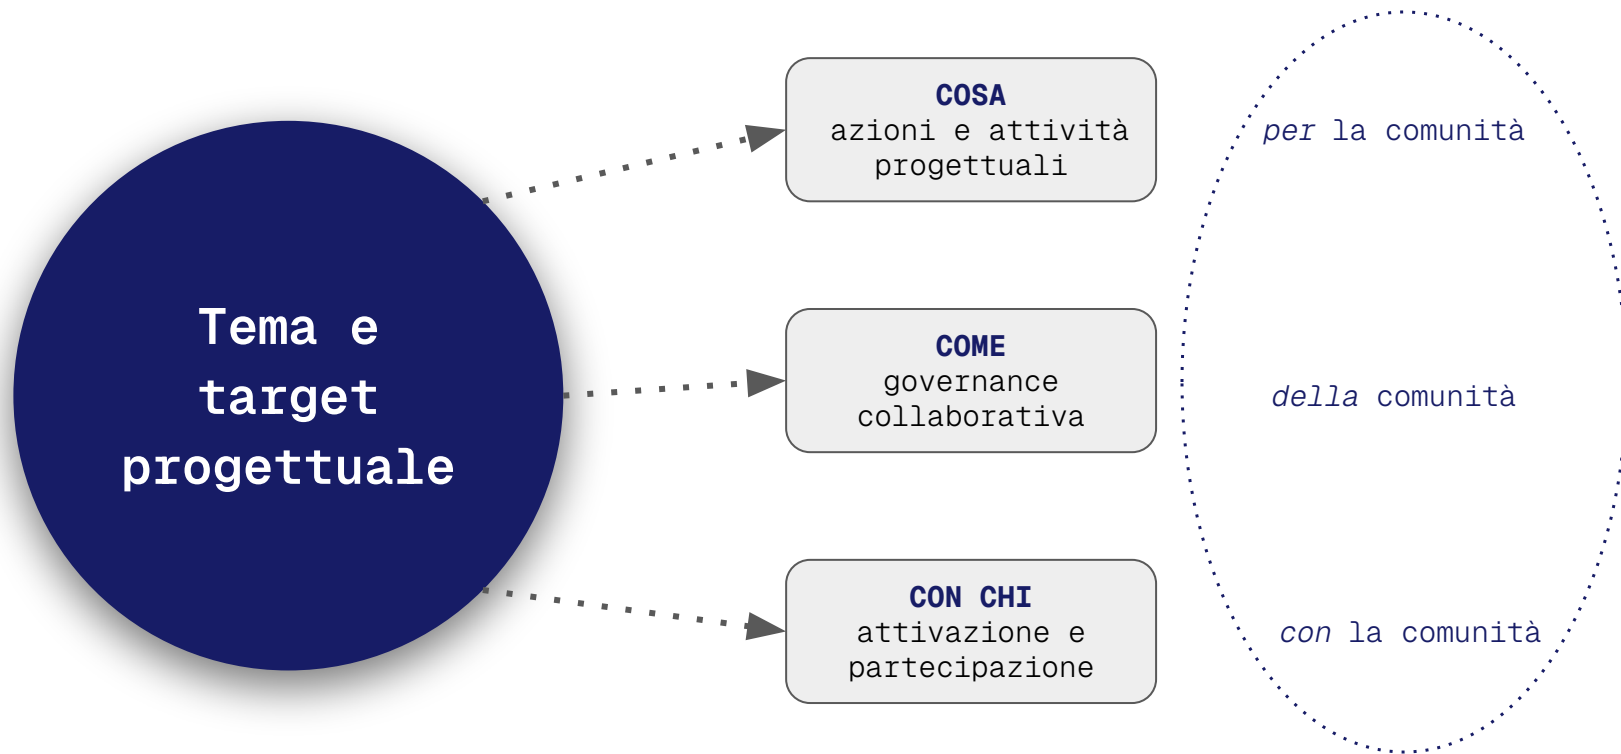 Tema e
target
progettuale
COSA
azioni e attività
progettuali
per la comunità
COME
governance
collaborativa
della comunità
CON CHI
attivazione e
partecipazione
con la comunità